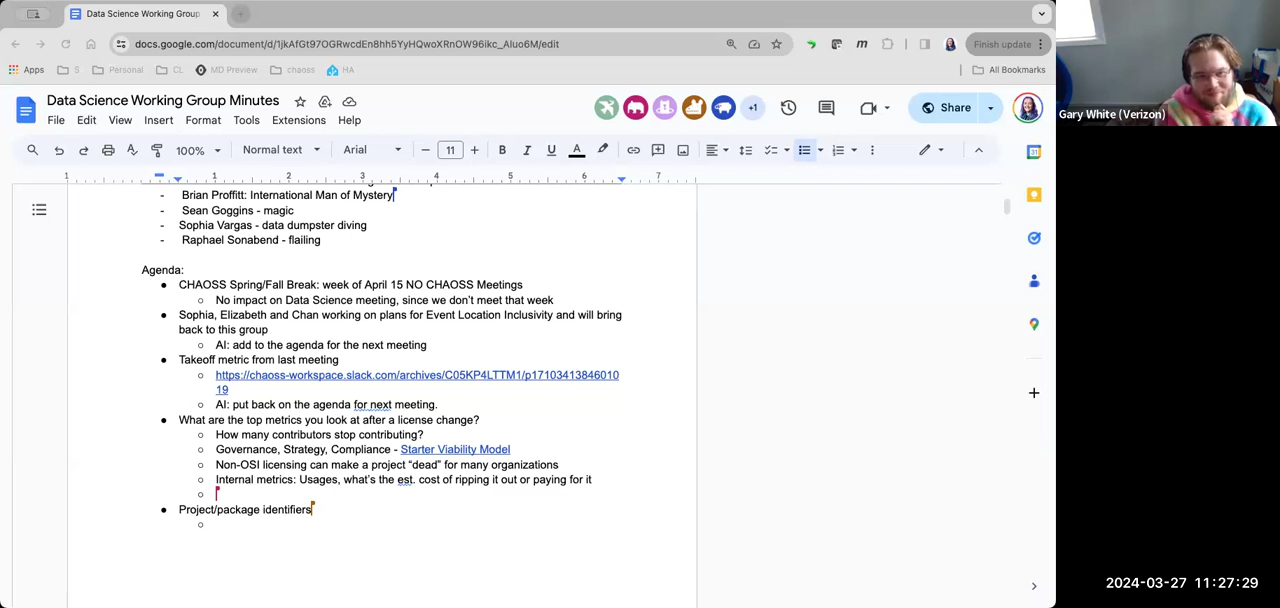 Data Science Working Group
docs.google.com/document/d/1jkAfGt97OGRwcdEn8hh5YyHQwoXRnOW96ikc_Aluo6M/edit
Finish update
Apps
S
Personal
CL
MD Preview
chaoss
HA
All Bookmarks
Data Science Working Group Minutes
File Edit View Insert Format Tools Extensions Help
+1
Share
100%
Normal text
Arial
11
B I U A
1 1 2 3 4 5 6 7
- Brian Proffitt: International Man of Mystery
- Sean Goggins - magic
- Sophia Vargas - data dumpster diving
- Raphael Sonabend - flailing
Agenda:
● CHAOSS Spring/Fall Break: week of April 15 NO CHAOSS Meetings
○ No impact on Data Science meeting, since we don’t meet that week
● Sophia, Elizabeth and Chan working on plans for Event Location Inclusivity and will bring
back to this group
○ AI: add to the agenda for the next meeting
● Takeoff metric from last meeting
○ https://chaoss-workspace.slack.com/archives/C05KP4LTTM1/p17103413846010
19
○ AI: put back on the agenda for next meeting.
● What are the top metrics you look at after a license change?
○ How many contributors stop contributing?
○ Governance, Strategy, Compliance - Starter Viability Model
○ Non-OSI licensing can make a project “dead” for many organizations
○ Internal metrics: Usages, what’s the est. cost of ripping it out or paying for it
● Project/package identifiers
Gary White (Verizon)
2024-03-27 11:27:29